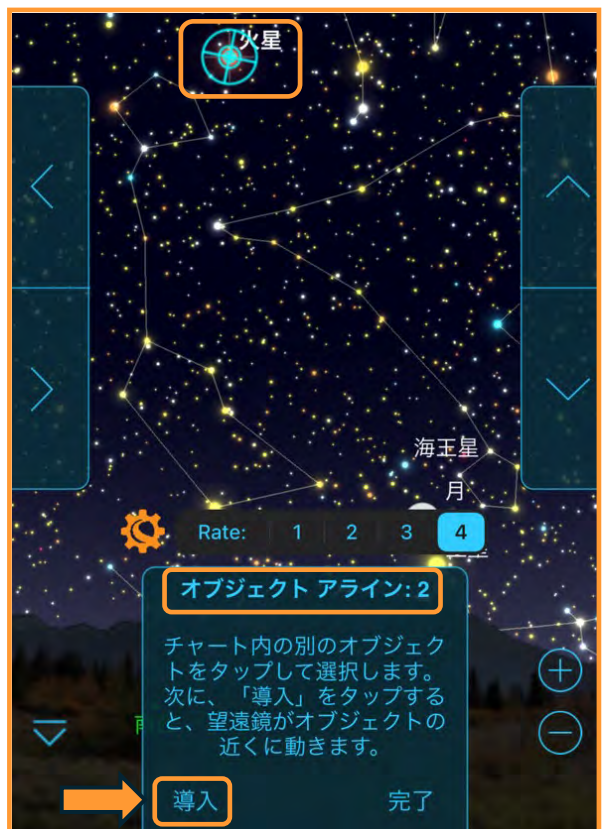 火星
海王星
月
Rate: 1 2 3 4
オブジェクト アライン: 2
チャート内の別のオブジェク
トをタップして選択します。
次に、「導入」をタップする
と、望遠鏡がオブジェクトの
近くに動きます。
導入 完了